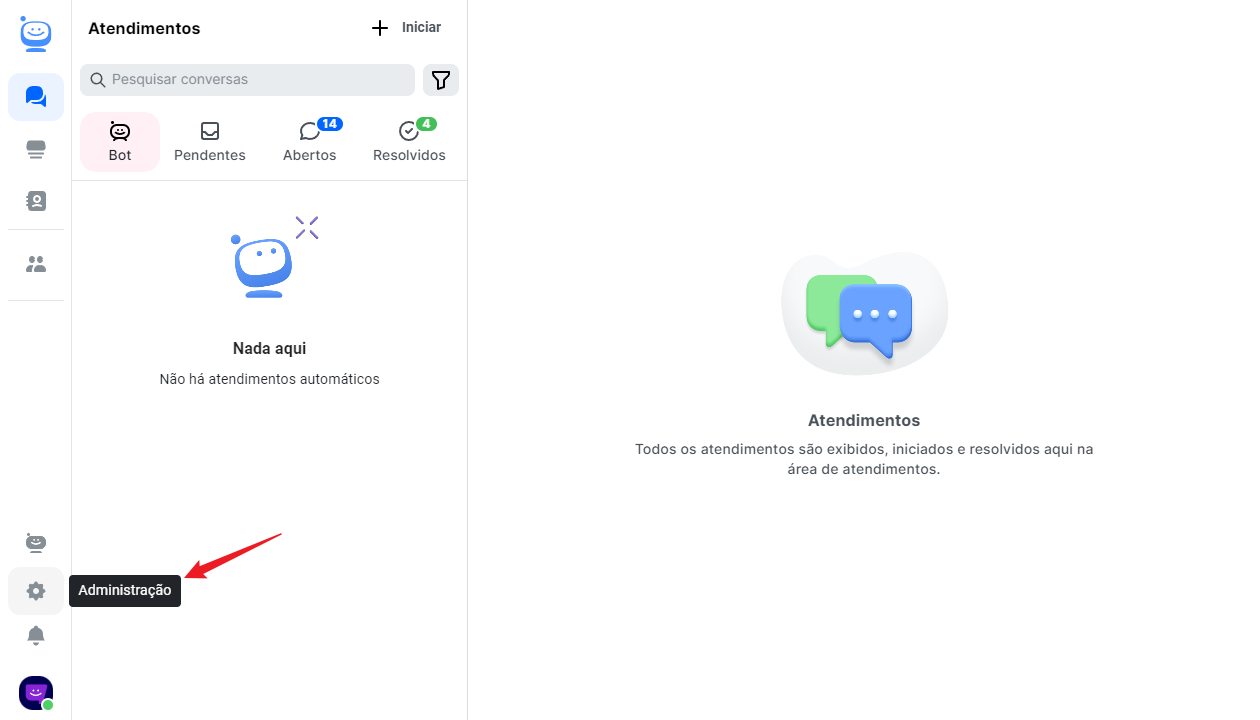 Atendimentos
Iniciar
Pesquisar conversas
14
4
Bot
Pendentes
Abertos
Resolvidos
Nada aqui
Não há atendimentos automáticos
Atendimentos
Todos os atendimentos são exibidos, iniciados e resolvidos aqui na
área de atendimentos.
Administração